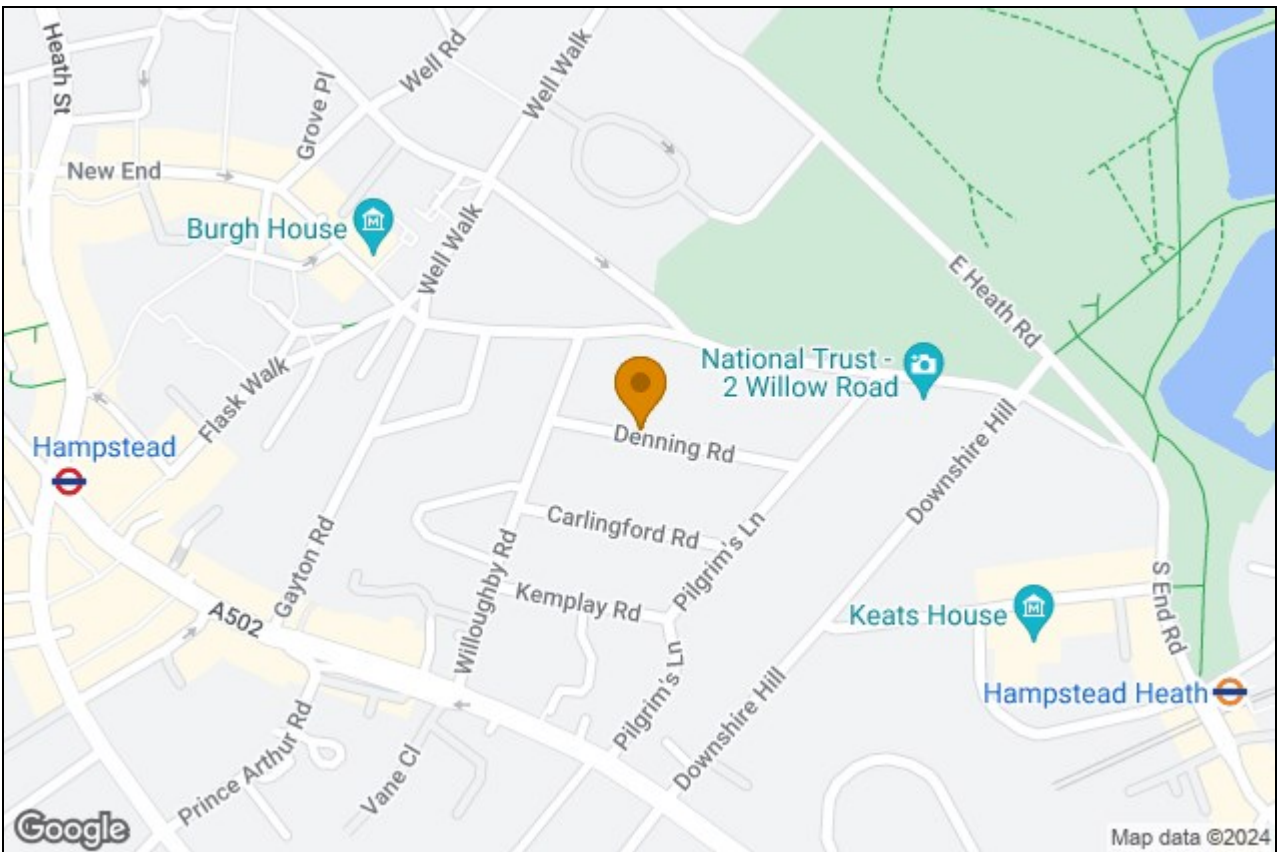 Heath St
Well Rd
Well Walk
Grove Pl
New End
Burgh House
M
Well Walk
E Heath Rd
National Trust -
2 Willow Road
Flask Walk
Hampstead
Denning Rd
Downshire Hill
Carlingford Rd
Gayton Rd
Willoughby Rd
Pilgrim's Ln
Kemplay Rd
A502
Keats House
M
S End Rd
Pilgrim's Ln
Downshire Hill
Hampstead Heath
Prince Arthur Rd
Vane Cl
Google
Map data ©2024